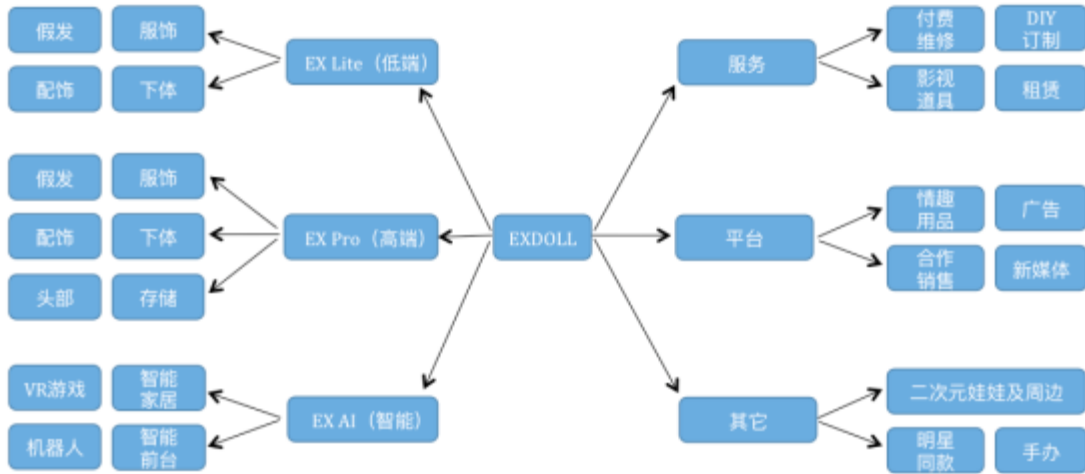 假发
服饰
配饰
下体
EX Lite（低端）
假发
服饰
配饰
下体
头部
存储
EX Pro（高端）
VR游戏
智能
家居
机器人
智能
前台
EX AI（智能）
EXDOLL
服务
付费
维修
DIY
订制
影视
道具
租赁
平台
情趣
用品
广告
合作
销售
新媒体
其它
二次元娃娃及周边
明星
同款
手办